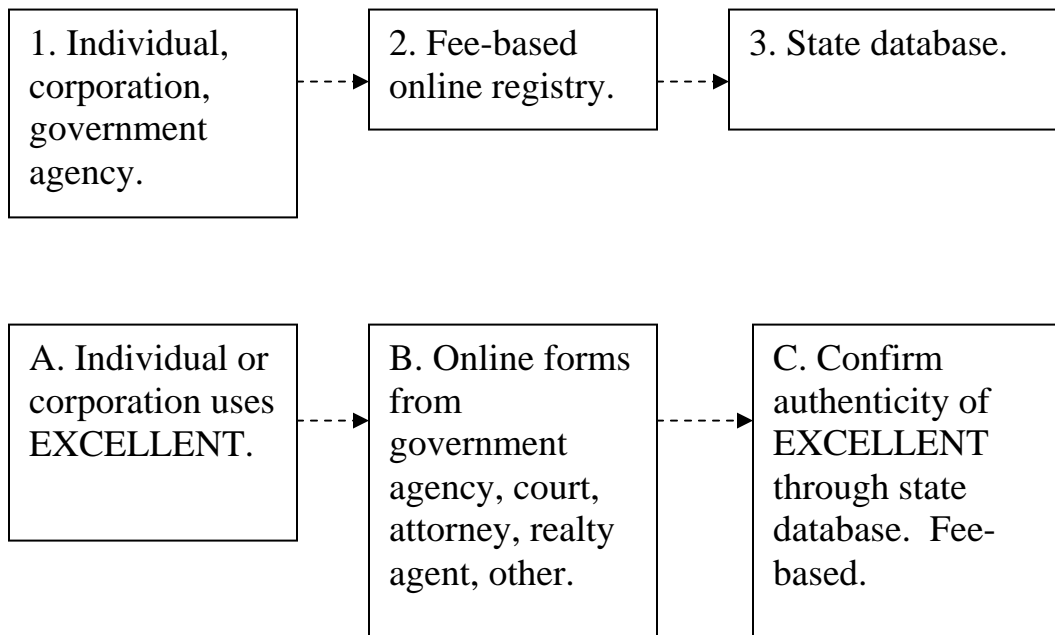 1. Individual,
corporation,
government
agency.
2. Fee-based
online registry.
3. State database.
A. Individual or
corporation uses
EXCELLENT.
B. Online forms
from
government
agency, court,
attorney, realty
agent, other.
C. Confirm
authenticity of
EXCELLENT
through state
database.  Fee-
based.